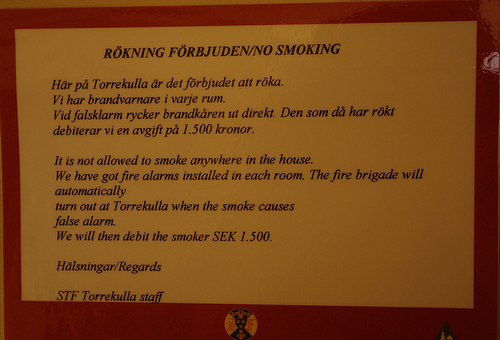 RÖKNING FÖRBJUDEN/NO SMOKING
Här på Torrekulla är det förbjudet att röka.
Vi har brandvarnare i varje rum.
Vid falsklarm rycker brandkåren ut direkt. Den som då har rökt
debiterar vi en avgift på 1.500 kronor.
It is not allowed to smoke anywhere in the house.
We have got fire alarms installed in each room. The fire brigade will
automatically
turn out at Torrekulla when the smoke causes
false alarm.
We will then debit the smoker SEK 1.500.
Hälsningar/Regards
STF Torrekulla staff